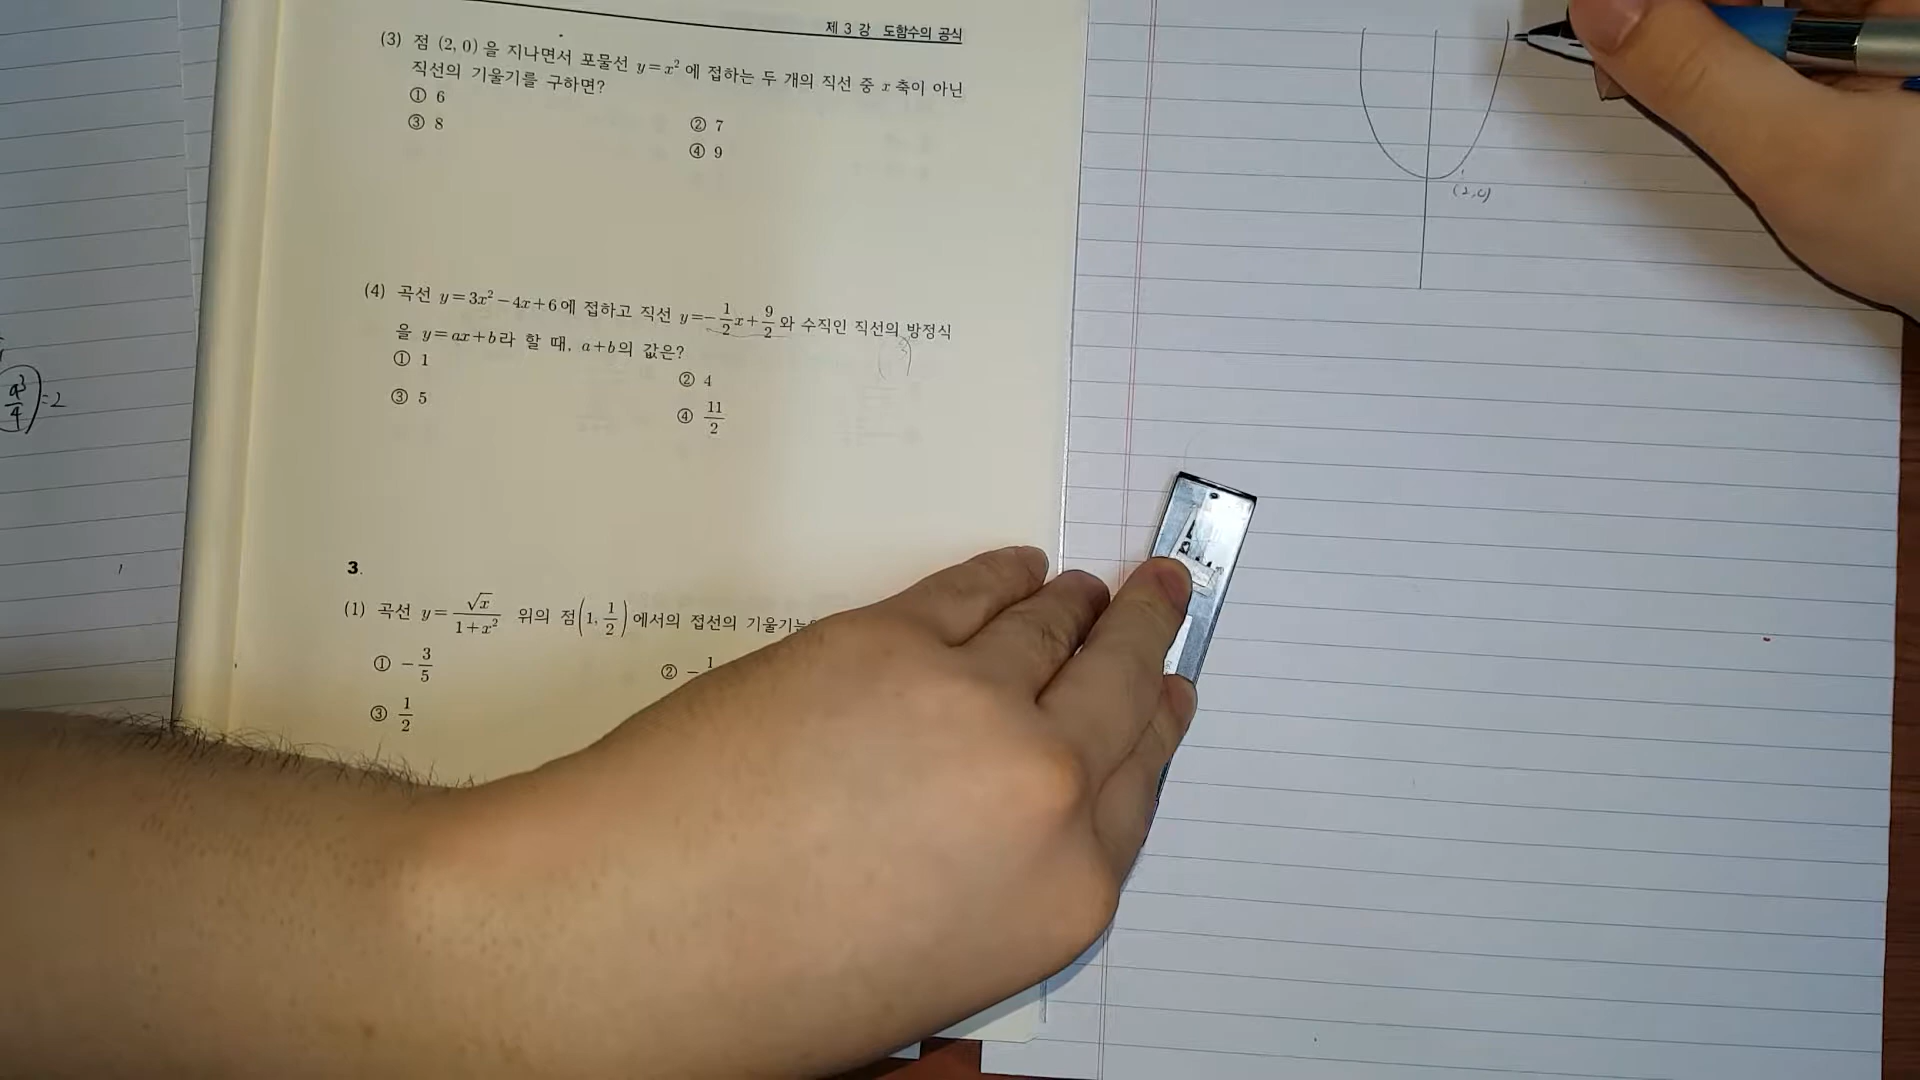 제 3 강 도함수의 공식
(3) 점 (2, 0) 을 지나면서 포물선 y=x² 에 접하는 두 개의 직선 중 x 축이 아닌
직선의 기울기를 구하면?
① 6
② 7
③ 8
④ 9
(4) 곡선 y=3x²-4x+6에 접하고 직선 y=-1/2x+9/2와 수직인 직선의 방정식
을 y=ax+b라 할 때, a+b의 값은?
① 1
② 4
③ 5
④ 11/2
3.
(1) 곡선 y=√x/(1+x²) 위의 점(1, 1/2)에서의 접선의 기울기는
① -3/5
② -1
③ 1/2
(2,0)
a³/4)=2